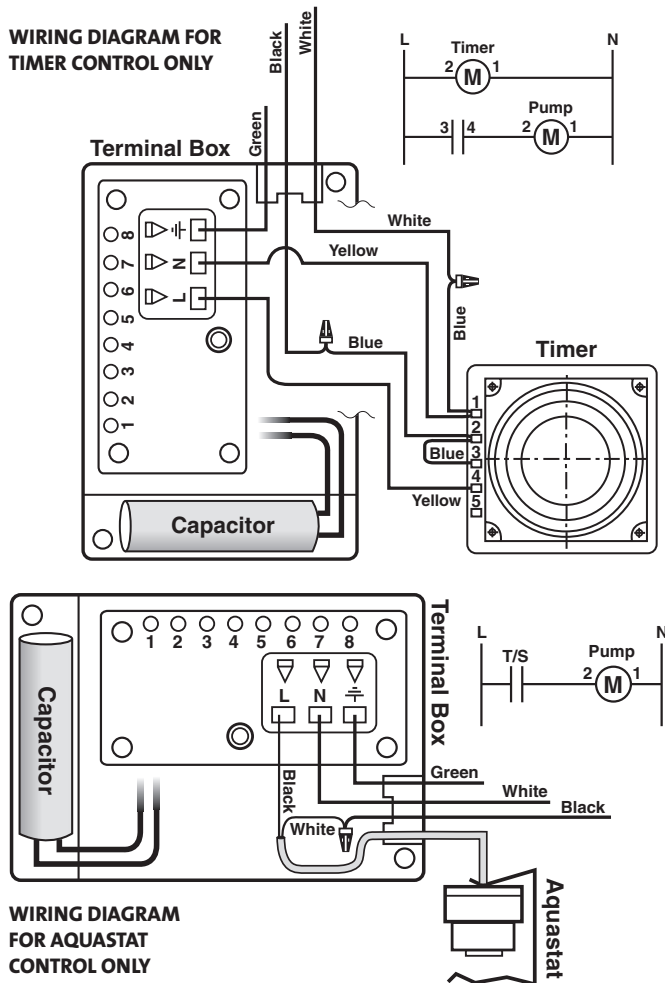 WIRING DIAGRAM FOR
TIMER CONTROL ONLY
Black
White
Green
L
N
Timer
2 M 1
Pump
3 4 2 M 1
Terminal Box
8
7
6
5
4
3
2
1
N
L
White
Yellow
Blue
Blue
Timer
1
2
Blue
3
4
Yellow
5
Capacitor
Capacitor
1 2 3 4 5 6 7 8
L N
Terminal Box
L
N
T/S
Pump
2 M 1
Green
White
Black
Black
White
Aquastat
WIRING DIAGRAM
FOR AQUASTAT
CONTROL ONLY